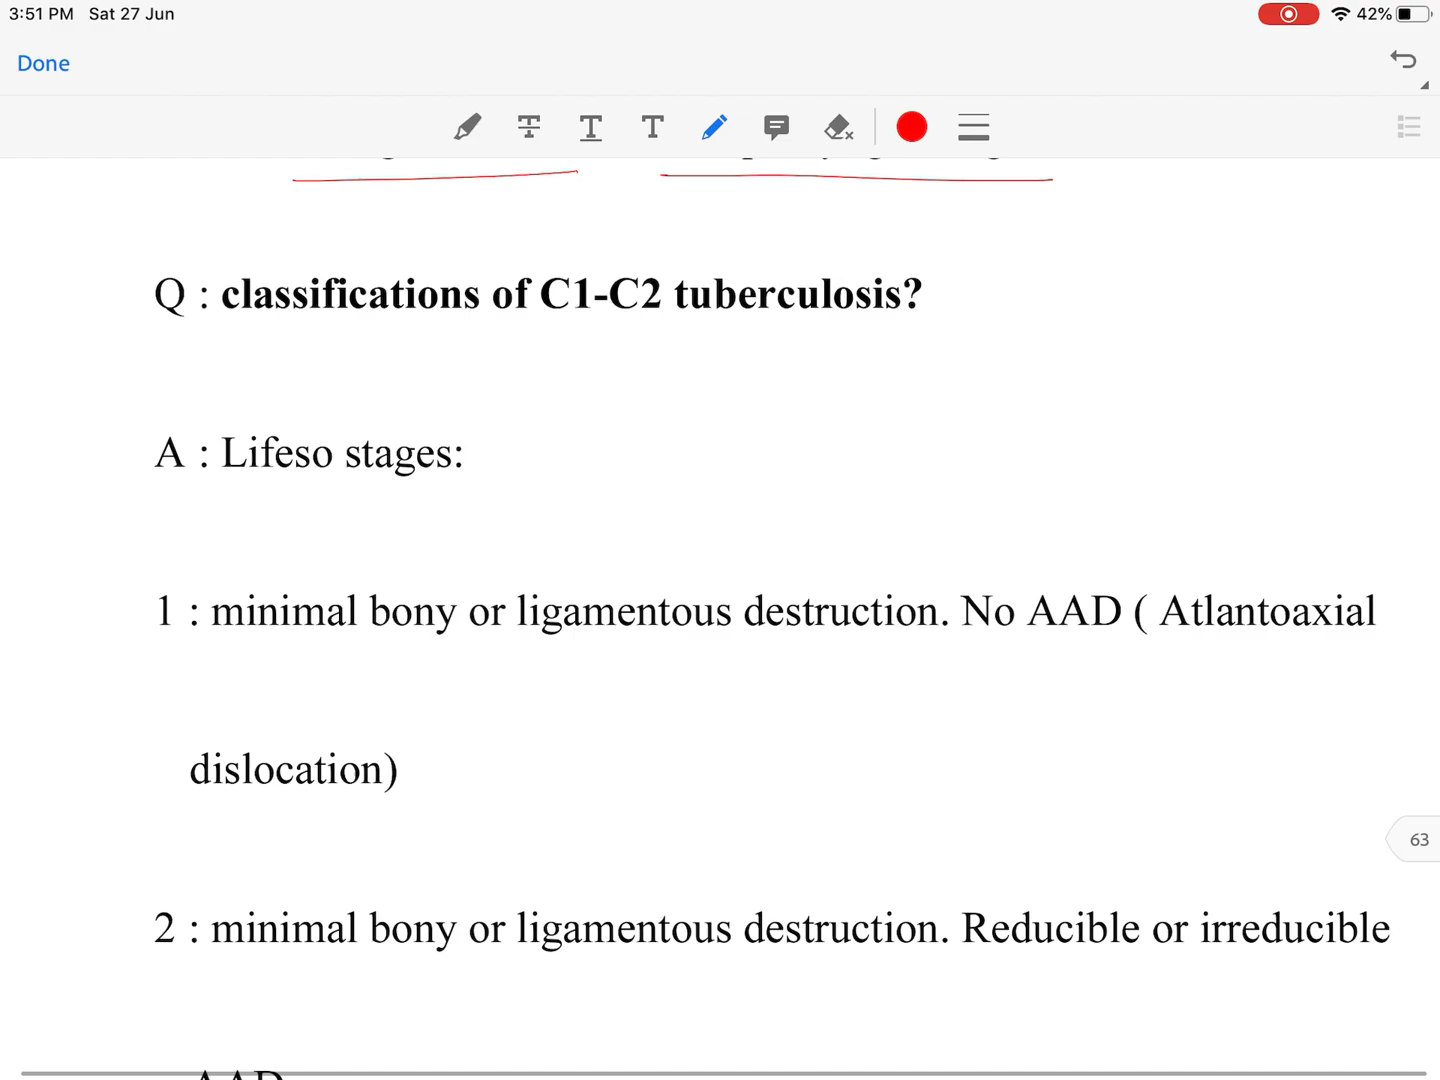 3:51 PM Sat 27 Jun
42%
Done
Q : classifications of C1-C2 tuberculosis?
A : Lifeso stages:
1 : minimal bony or ligamentous destruction. No AAD ( Atlantoaxial
dislocation)
63
2 : minimal bony or ligamentous destruction. Reducible or irreducible
AAD